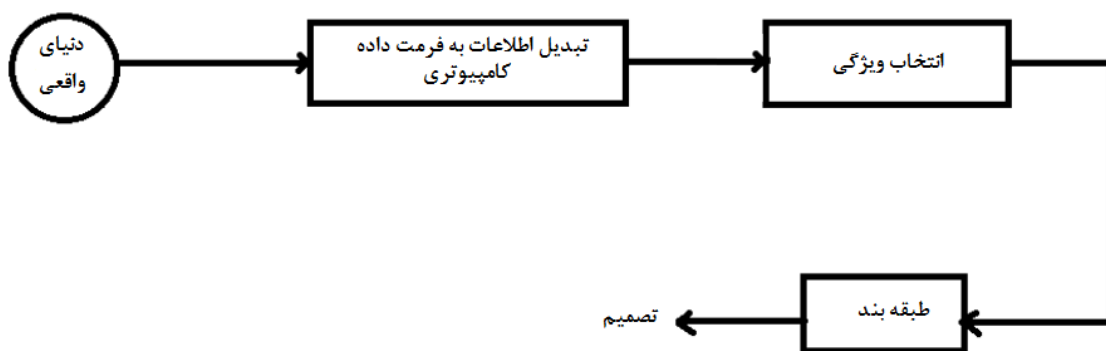 دنیای
واقعی
تبدیل اطلاعات به فرمت داده
کامپیوتری
انتخاب ویژگی
طبقه بند
تصمیم